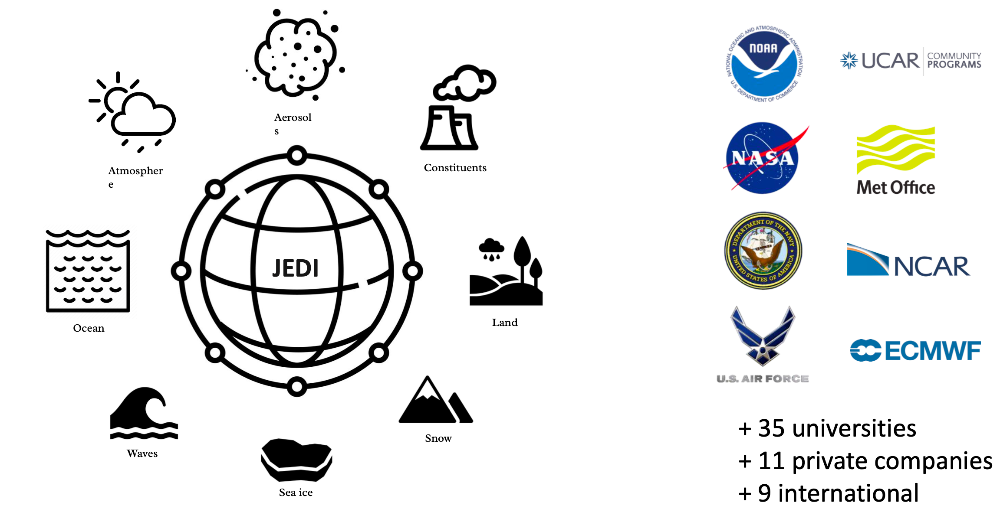 Aerosol
s
Atmospher
e
Constituents
JEDI
Ocean
Land
Waves
Snow
Sea ice
NATIONAL OCEANIC AND ATMOSPHERIC ADMINISTRATION
NOAA
U.S. DEPARTMENT OF COMMERCE
UCAR
COMMUNITY
PROGRAMS
NASA
Met Office
DEPARTMENT OF THE NAVY
UNITED STATES OF AMERICA
NCAR
U.S. AIR FORCE
ECMWF
+ 35 universities
+ 11 private companies
+ 9 international